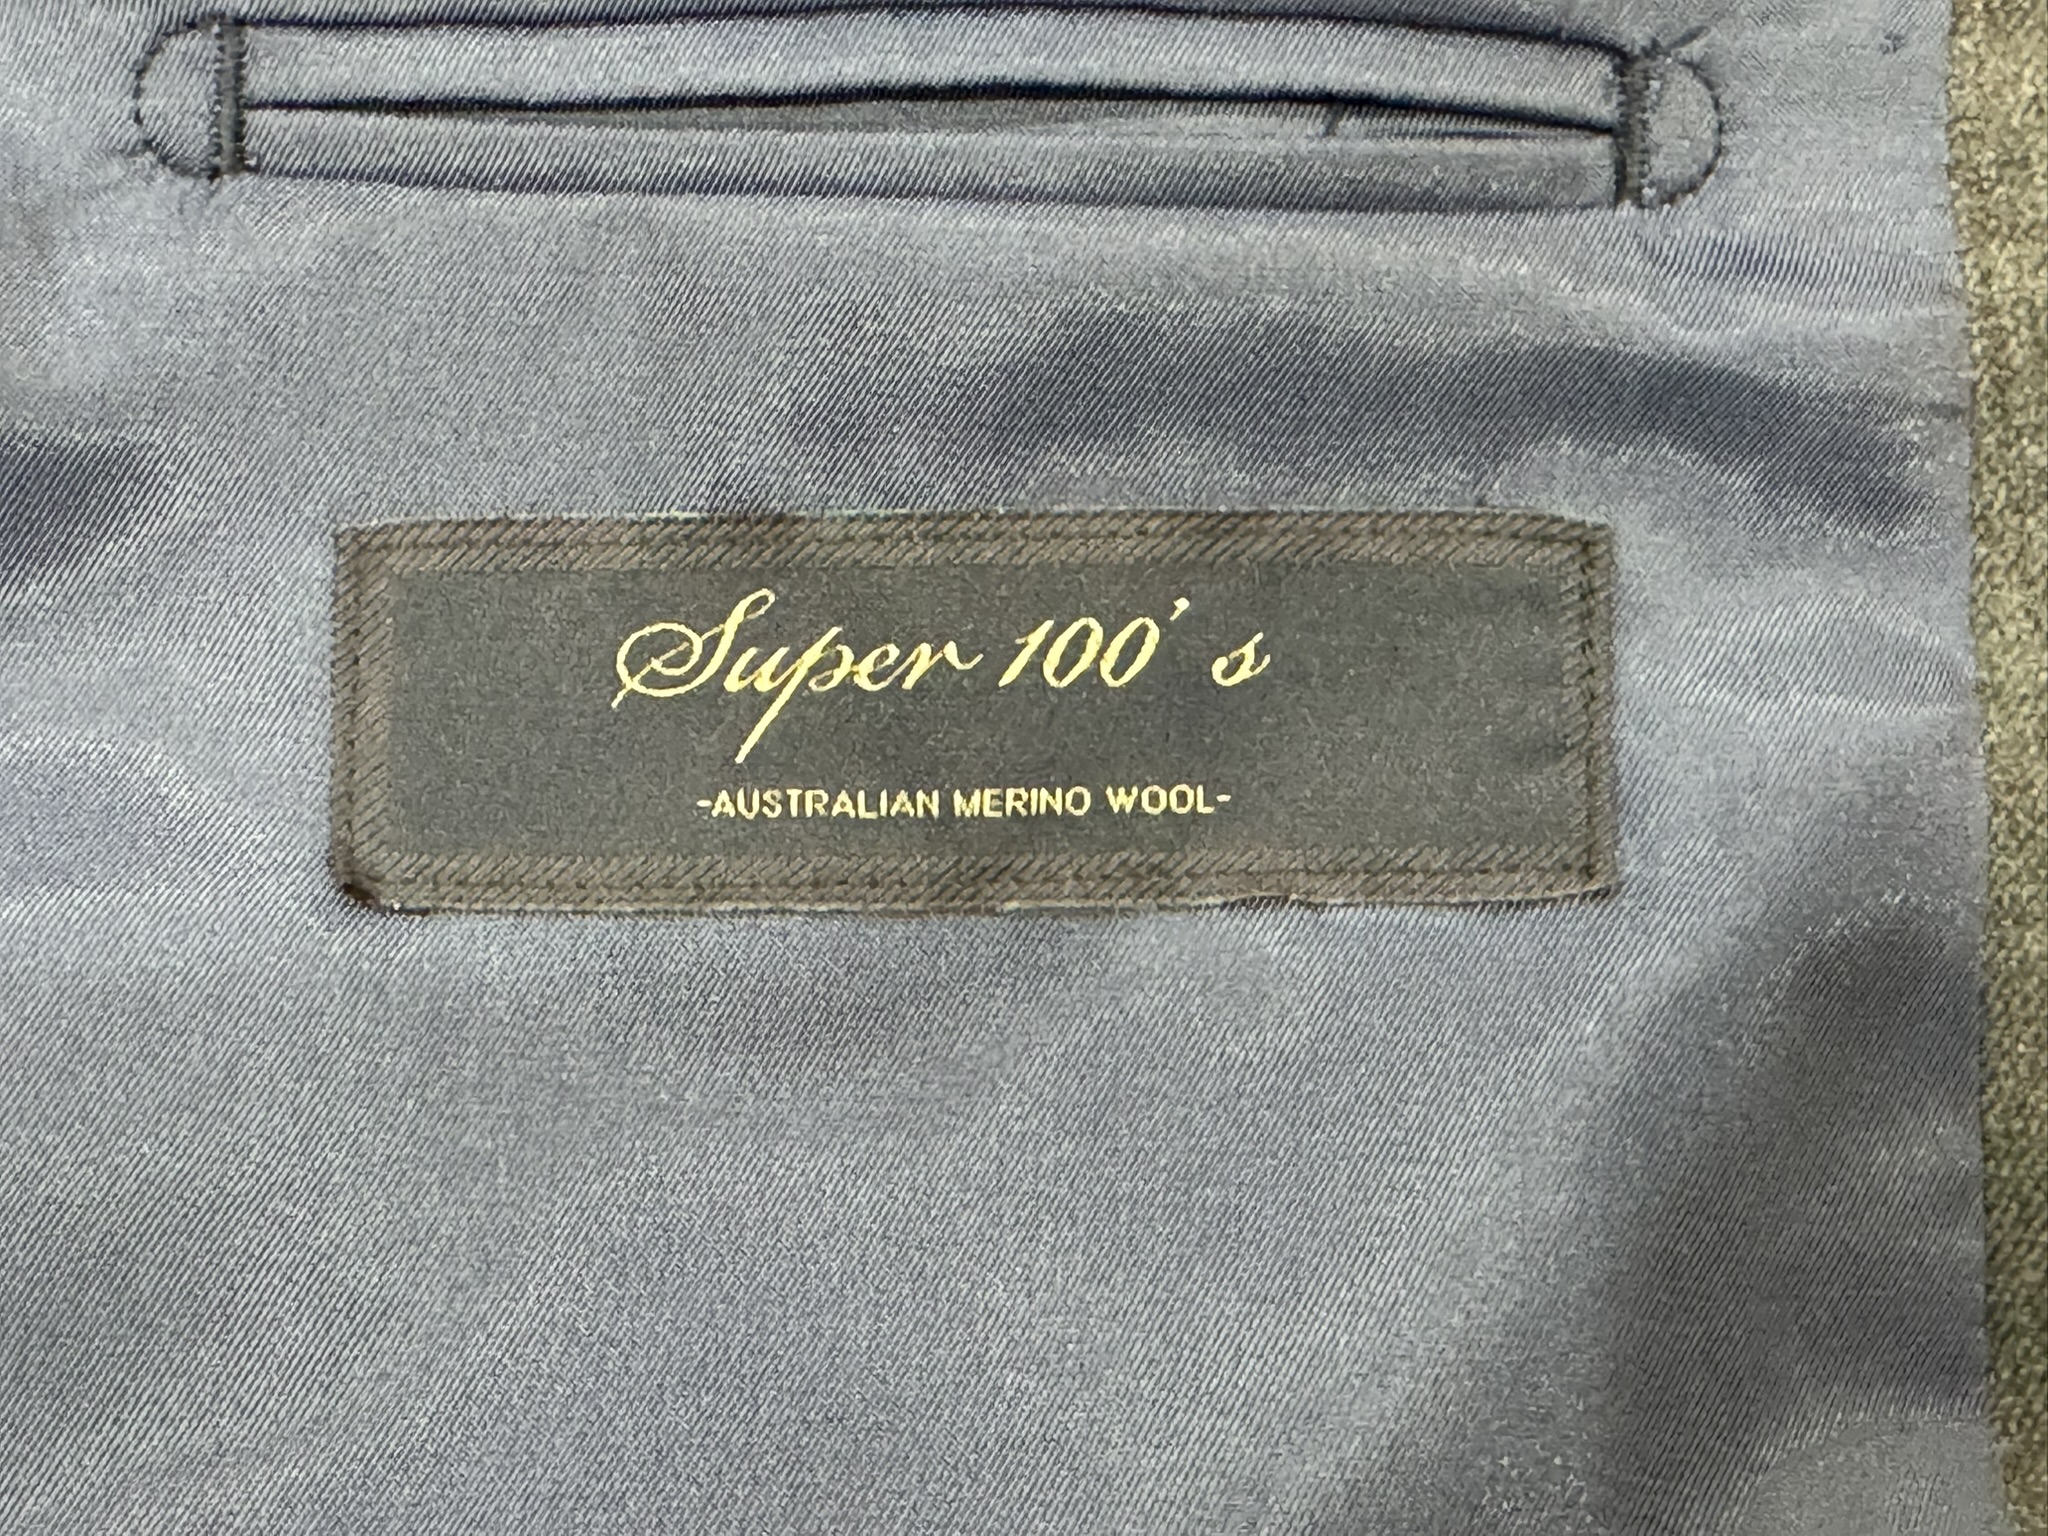 Super 100's
-AUSTRALIAN MERINO WOOL-